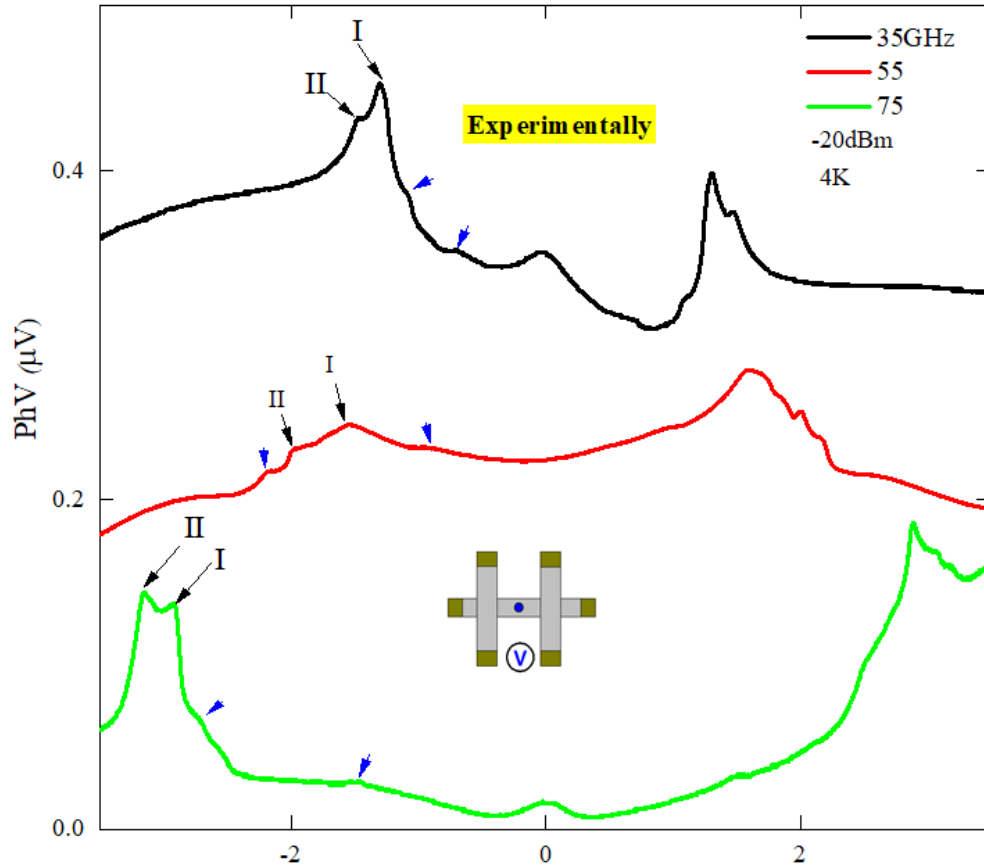 I
II
Experimentally
35GHz
55
75
-20dBm
4K
0.4
PhV (µV)
I
II
0.2
II
I
V
0.0
-2
0
2